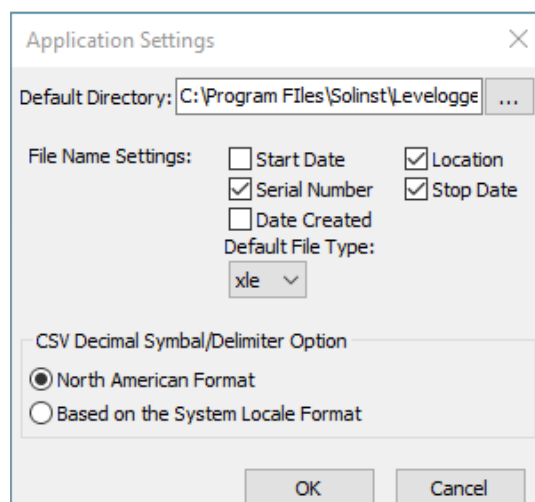 Application Settings
Default Directory: C:\Program FIles\Solinst\Levelogge ...
File Name Settings: Start Date Location
Serial Number Stop Date
Date Created
Default File Type:
xle
CSV Decimal Symbol/Delimiter Option
North American Format
Based on the System Locale Format
OK Cancel